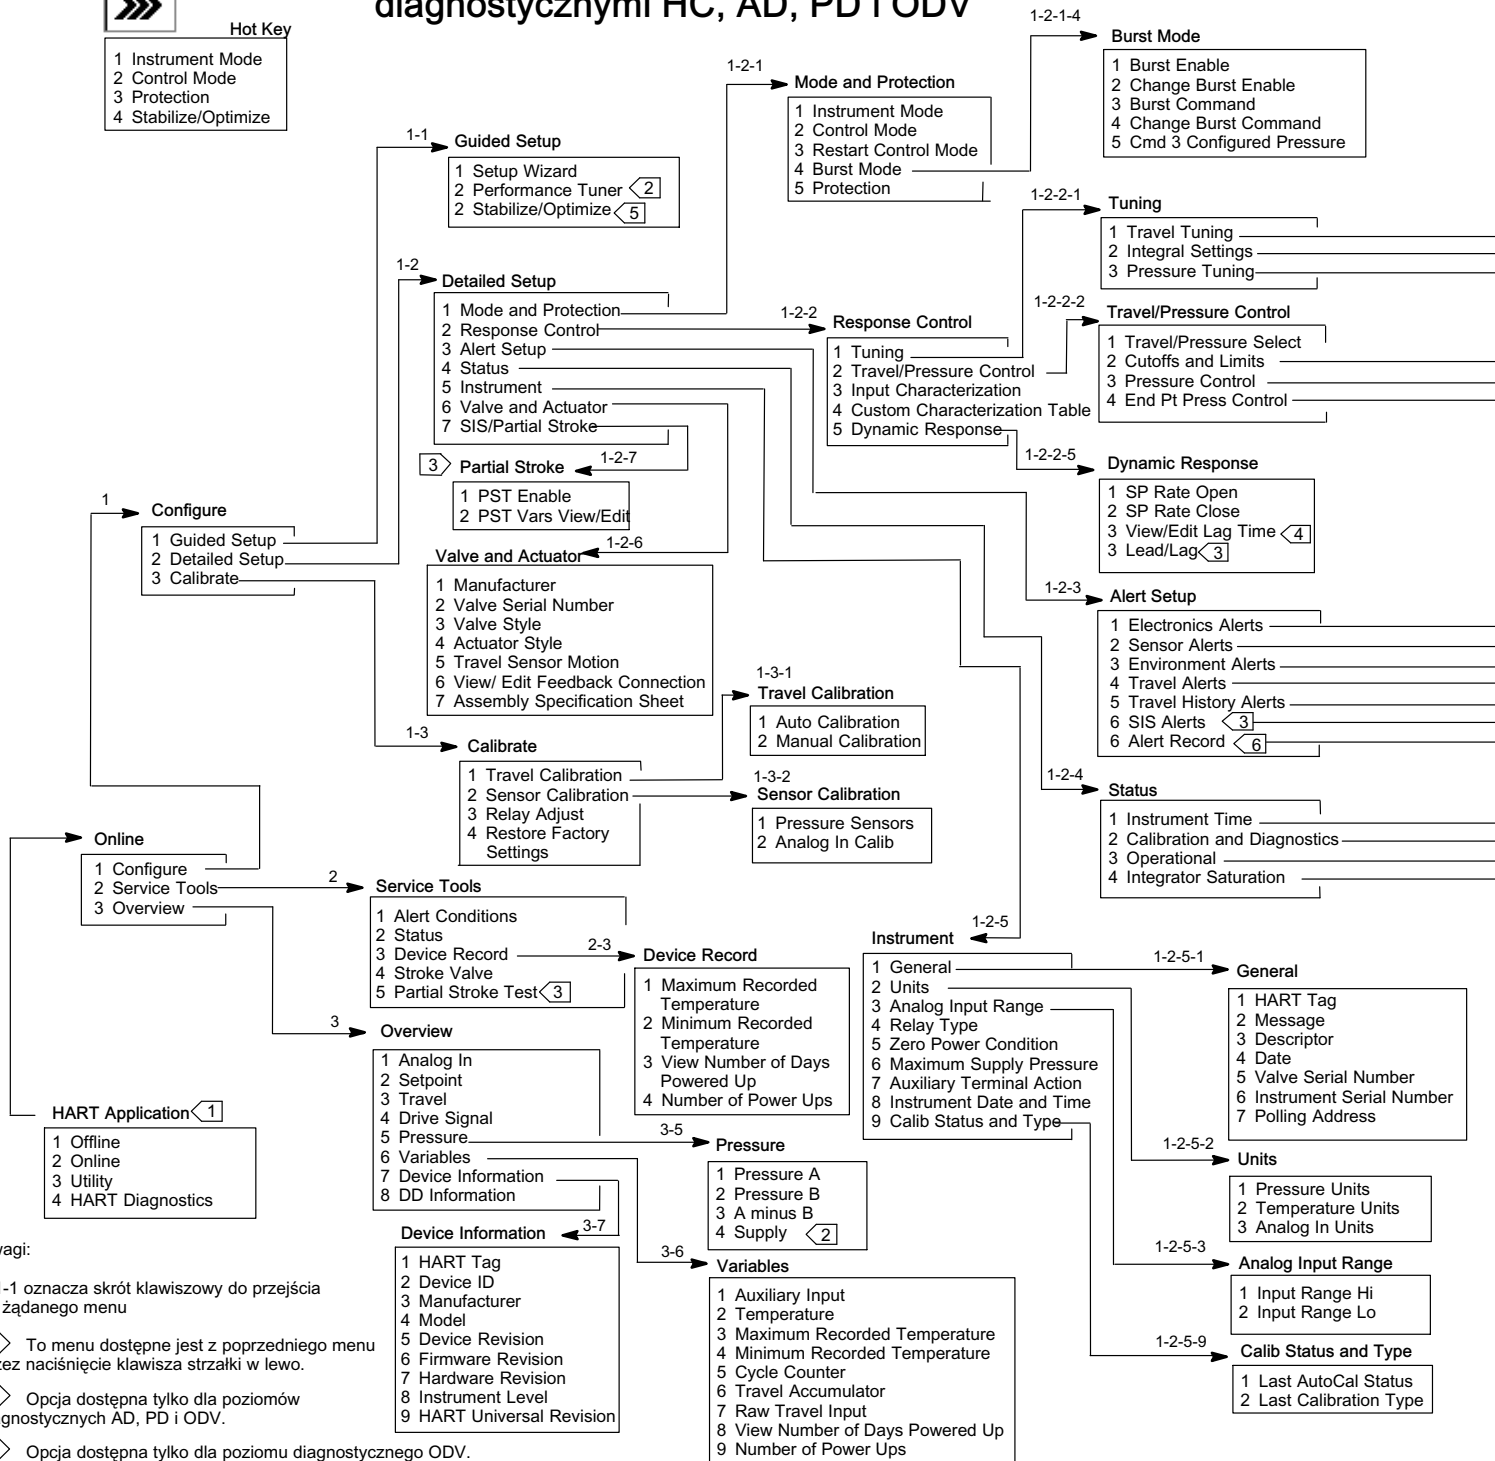 diagnostycznymi HC, AD, PD i ODV
Hot Key
1 Instrument Mode
2 Control Mode
3 Protection
4 Stabilize/Optimize
1-1
Guided Setup
1 Setup Wizard
2 Performance Tuner 2
2 Stabilize/Optimize 5
1-2
Detailed Setup
1 Mode and Protection
2 Response Control
3 Alert Setup
4 Status
5 Instrument
6 Valve and Actuator
7 SIS/Partial Stroke
1-2-1
Mode and Protection
1 Instrument Mode
2 Control Mode
3 Restart Control Mode
4 Burst Mode
5 Protection
1-2-1-4
Burst Mode
1 Burst Enable
2 Change Burst Enable
3 Burst Command
4 Change Burst Command
5 Cmd 3 Configured Pressure
1-2-2
Response Control
1 Tuning
2 Travel/Pressure Control
3 Input Characterization
4 Custom Characterization Table
5 Dynamic Response
1-2-2-1
Tuning
1 Travel Tuning
2 Integral Settings
3 Pressure Tuning
1-2-2-2
Travel/Pressure Control
1 Travel/Pressure Select
2 Cutoffs and Limits
3 Pressure Control
4 End Pt Press Control
1-2-2-5
Dynamic Response
1 SP Rate Open
2 SP Rate Close
3 View/Edit Lag Time 4
3 Lead/Lag 3
3
Partial Stroke
1-2-7
1 PST Enable
2 PST Vars View/Edit
1-2-6
Valve and Actuator
1 Manufacturer
2 Valve Serial Number
3 Valve Style
4 Actuator Style
5 Travel Sensor Motion
6 View/ Edit Feedback Connection
7 Assembly Specification Sheet
1
Configure
1 Guided Setup
2 Detailed Setup
3 Calibrate
1-3
Calibrate
1 Travel Calibration
2 Sensor Calibration
3 Relay Adjust
4 Restore Factory
Settings
1-3-1
Travel Calibration
1 Auto Calibration
2 Manual Calibration
1-3-2
Sensor Calibration
1 Pressure Sensors
2 Analog In Calib
1-2-3
Alert Setup
1 Electronics Alerts
2 Sensor Alerts
3 Environment Alerts
4 Travel Alerts
5 Travel History Alerts
6 SIS Alerts 3
6 Alert Record 6
1-2-4
Status
1 Instrument Time
2 Calibration and Diagnostics
3 Operational
4 Integrator Saturation
Online
1 Configure
2 Service Tools
3 Overview
2
Service Tools
1 Alert Conditions
2 Status
3 Device Record
4 Stroke Valve
5 Partial Stroke Test 3
2-3
Device Record
1 Maximum Recorded
Temperature
2 Minimum Recorded
Temperature
3 View Number of Days
Powered Up
4 Number of Power Ups
1-2-5
Instrument
1 General
2 Units
3 Analog Input Range
4 Relay Type
5 Zero Power Condition
6 Maximum Supply Pressure
7 Auxiliary Terminal Action
8 Instrument Date and Time
9 Calib Status and Type
1-2-5-1
General
1 HART Tag
2 Message
3 Descriptor
4 Date
5 Valve Serial Number
6 Instrument Serial Number
7 Polling Address
1-2-5-2
Units
1 Pressure Units
2 Temperature Units
3 Analog In Units
1-2-5-3
Analog Input Range
1 Input Range Hi
2 Input Range Lo
1-2-5-9
Calib Status and Type
1 Last AutoCal Status
2 Last Calibration Type
3
Overview
1 Analog In
2 Setpoint
3 Travel
4 Drive Signal
5 Pressure
6 Variables
7 Device Information
8 DD Information
3-5
Pressure
1 Pressure A
2 Pressure B
3 A minus B
4 Supply 2
3-7
Device Information
1 HART Tag
2 Device ID
3 Manufacturer
4 Model
5 Device Revision
6 Firmware Revision
7 Hardware Revision
8 Instrument Level
9 HART Universal Revision
3-6
Variables
1 Auxiliary Input
2 Temperature
3 Maximum Recorded Temperature
4 Minimum Recorded Temperature
5 Cycle Counter
6 Travel Accumulator
7 Raw Travel Input
8 View Number of Days Powered Up
9 Number of Power Ups
HART Application 1
1 Offline
2 Online
3 Utility
4 HART Diagnostics
wagi:
-1 oznacza skrót klawiszowy do przejścia
żądanego menu
To menu dostępne jest z poprzedniego menu
zez naciśnięcie klawisza strzałki w lewo.
Opcja dostępna tylko dla poziomów
gnostycznych AD, PD i ODV.
Opcja dostępna tylko dla poziomu diagnostycznego ODV.